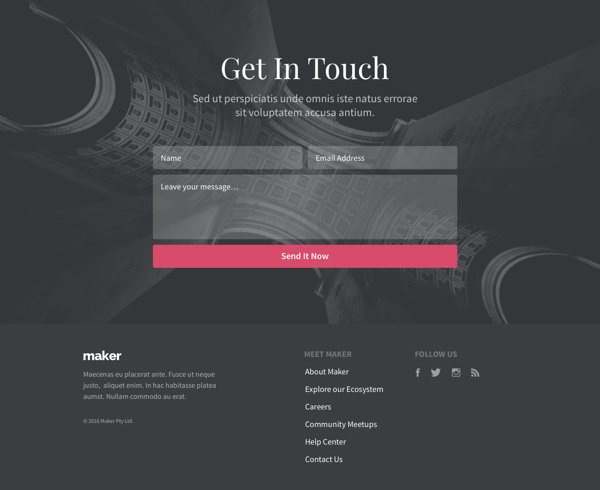 Get In Touch
Sed ut perspiciatis unde omnis iste natus errorae
sit voluptatem accusa antium.
Name
Email Address
Leave your message...
Send It Now
maker
Maecenas eu placerat ante. Fusce ut neque
justo, aliquet enim. In hac habitasse platea
aumst. Nullam commodo au erat.
© 2016 Maker Pty Ltd.
MEET MAKER
About Maker
Explore our Ecosystem
Careers
Community Meetups
Help Center
Contact Us
FOLLOW US